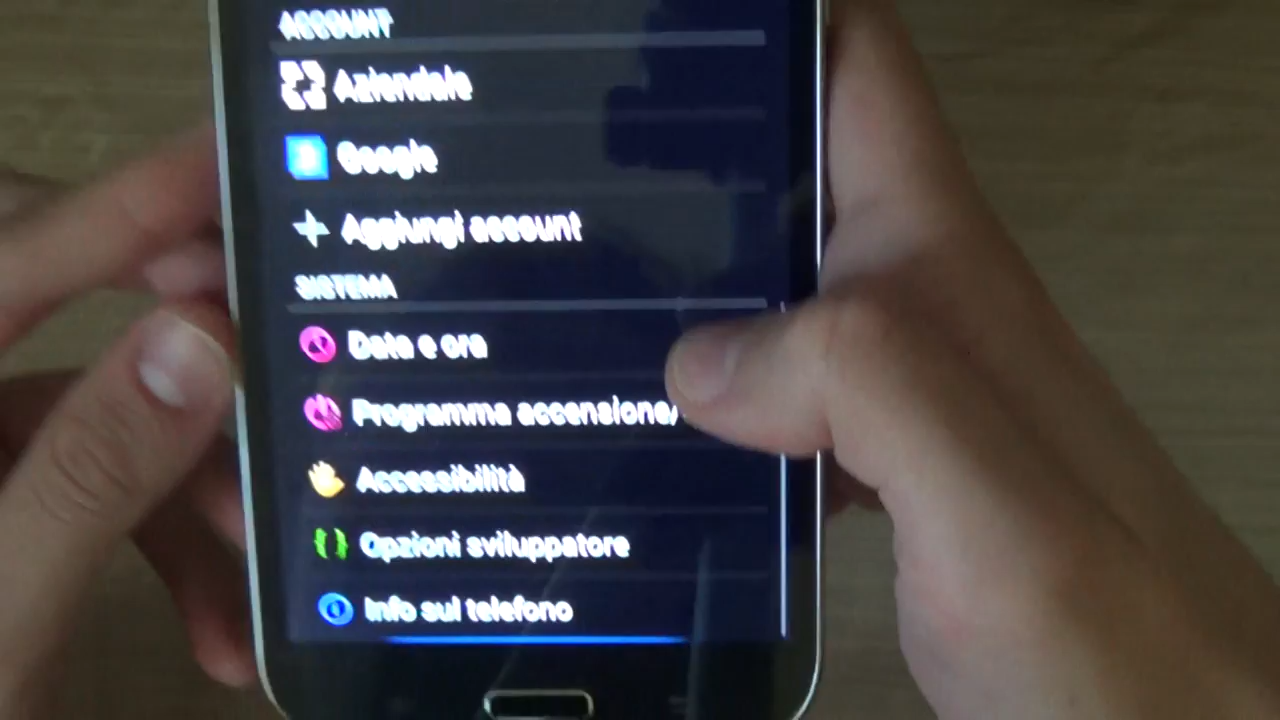 ACCOUNT
Aziendale
Google
Aggiungi account
SISTEMA
Data e ora
Programma accensione/
Accessibilità
Opzioni sviluppatore
Info sul telefono